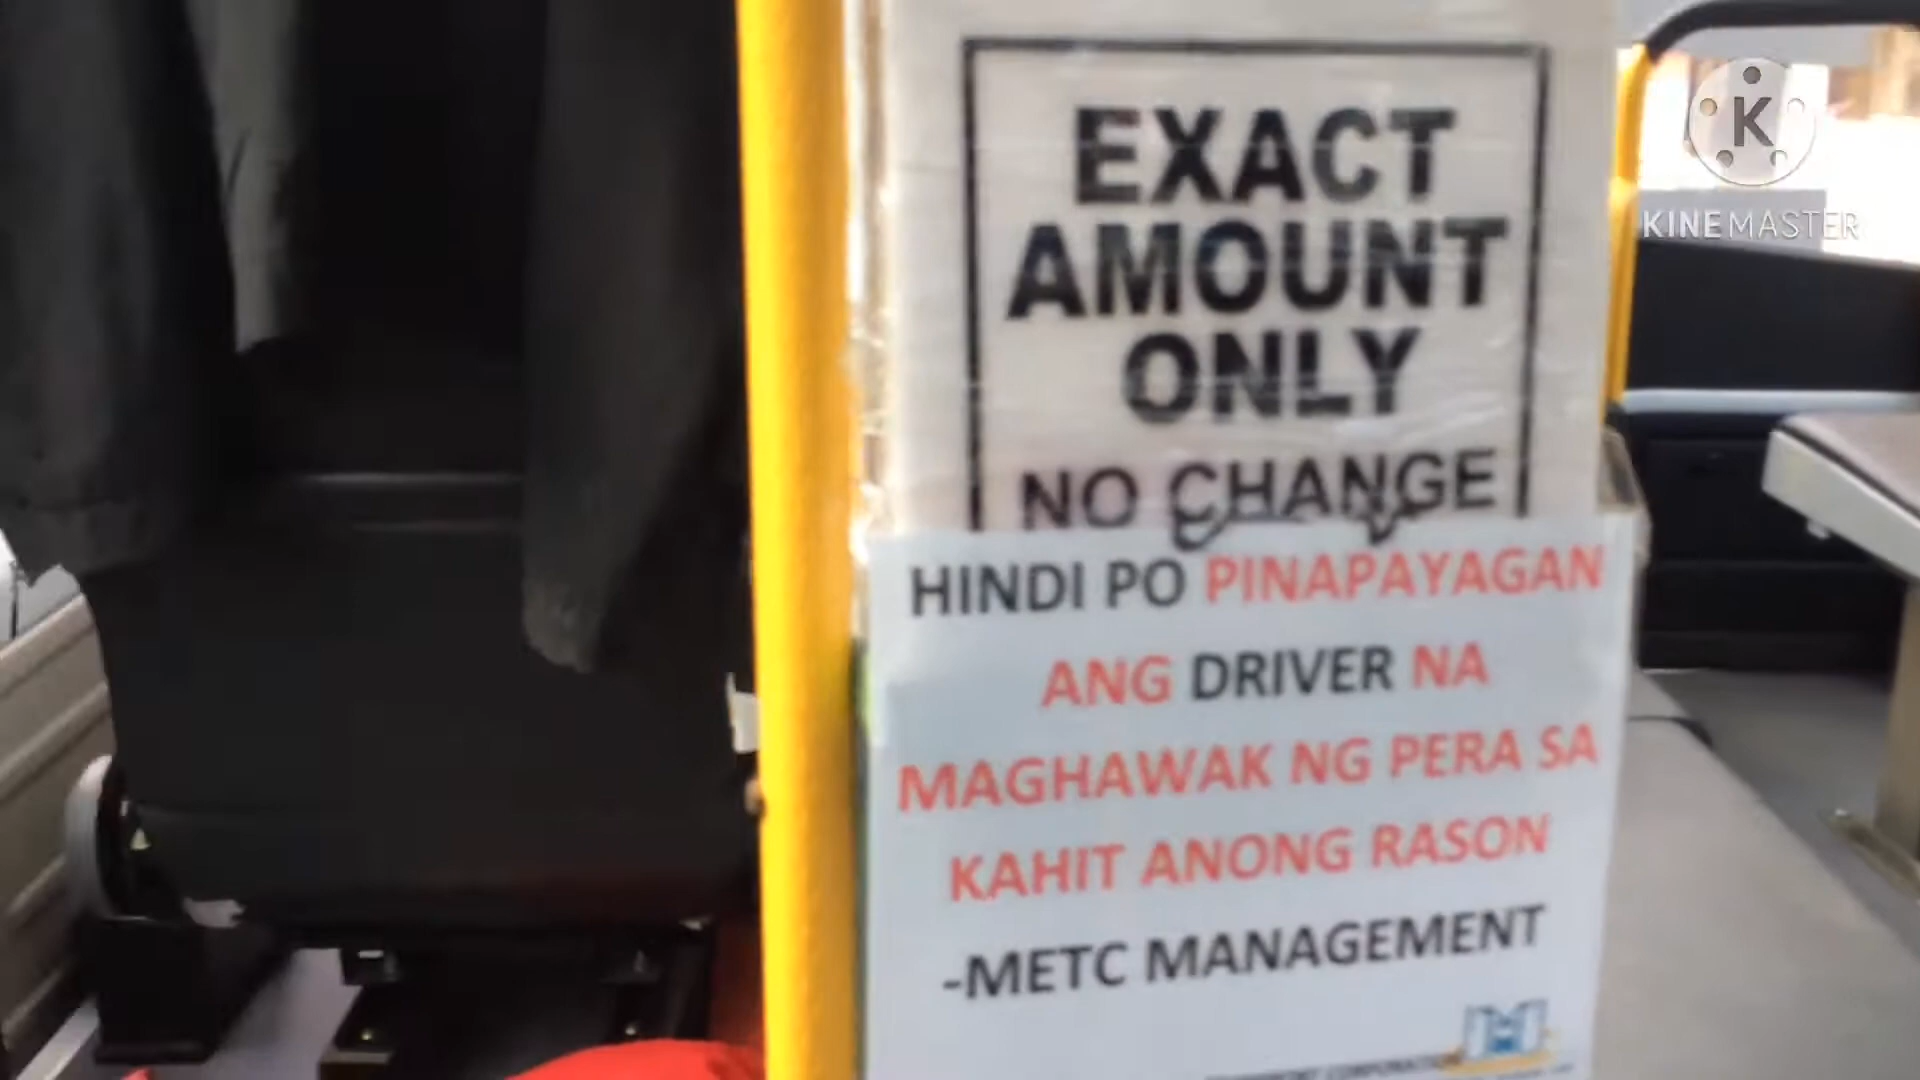 EXACT
AMOUNT
ONLY
NO CHANGE
HINDI PO PINAPAYAGAN
ANG DRIVER NA
MAGHAWAK NG PERA SA
KAHIT ANONG RASON
-METC MANAGEMENT
K
KINEMASTER